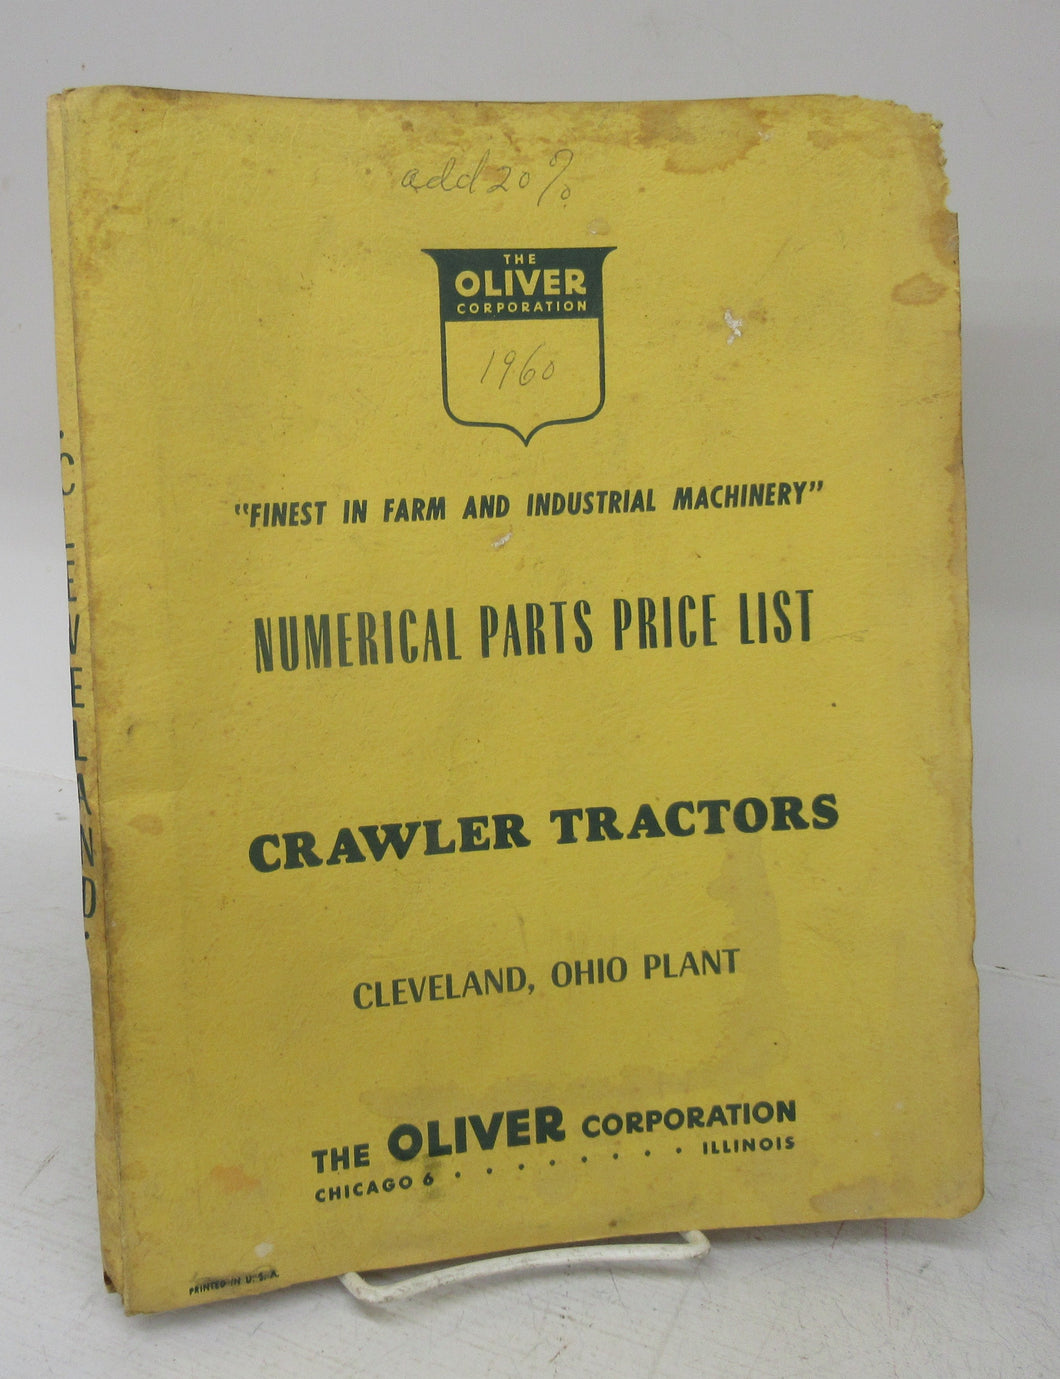 add 20%
THE
OLIVER
CORPORATION
1960
"FINEST IN FARM AND INDUSTRIAL MACHINERY"
NUMERICAL PARTS PRICE LIST
CRAWLER TRACTORS
CLEVELAND, OHIO PLANT
THE OLIVER CORPORATION
CHICAGO 6 . . . . . . . . ILLINOIS
PRINTED IN U. S. A.
· CLEVELAND ·